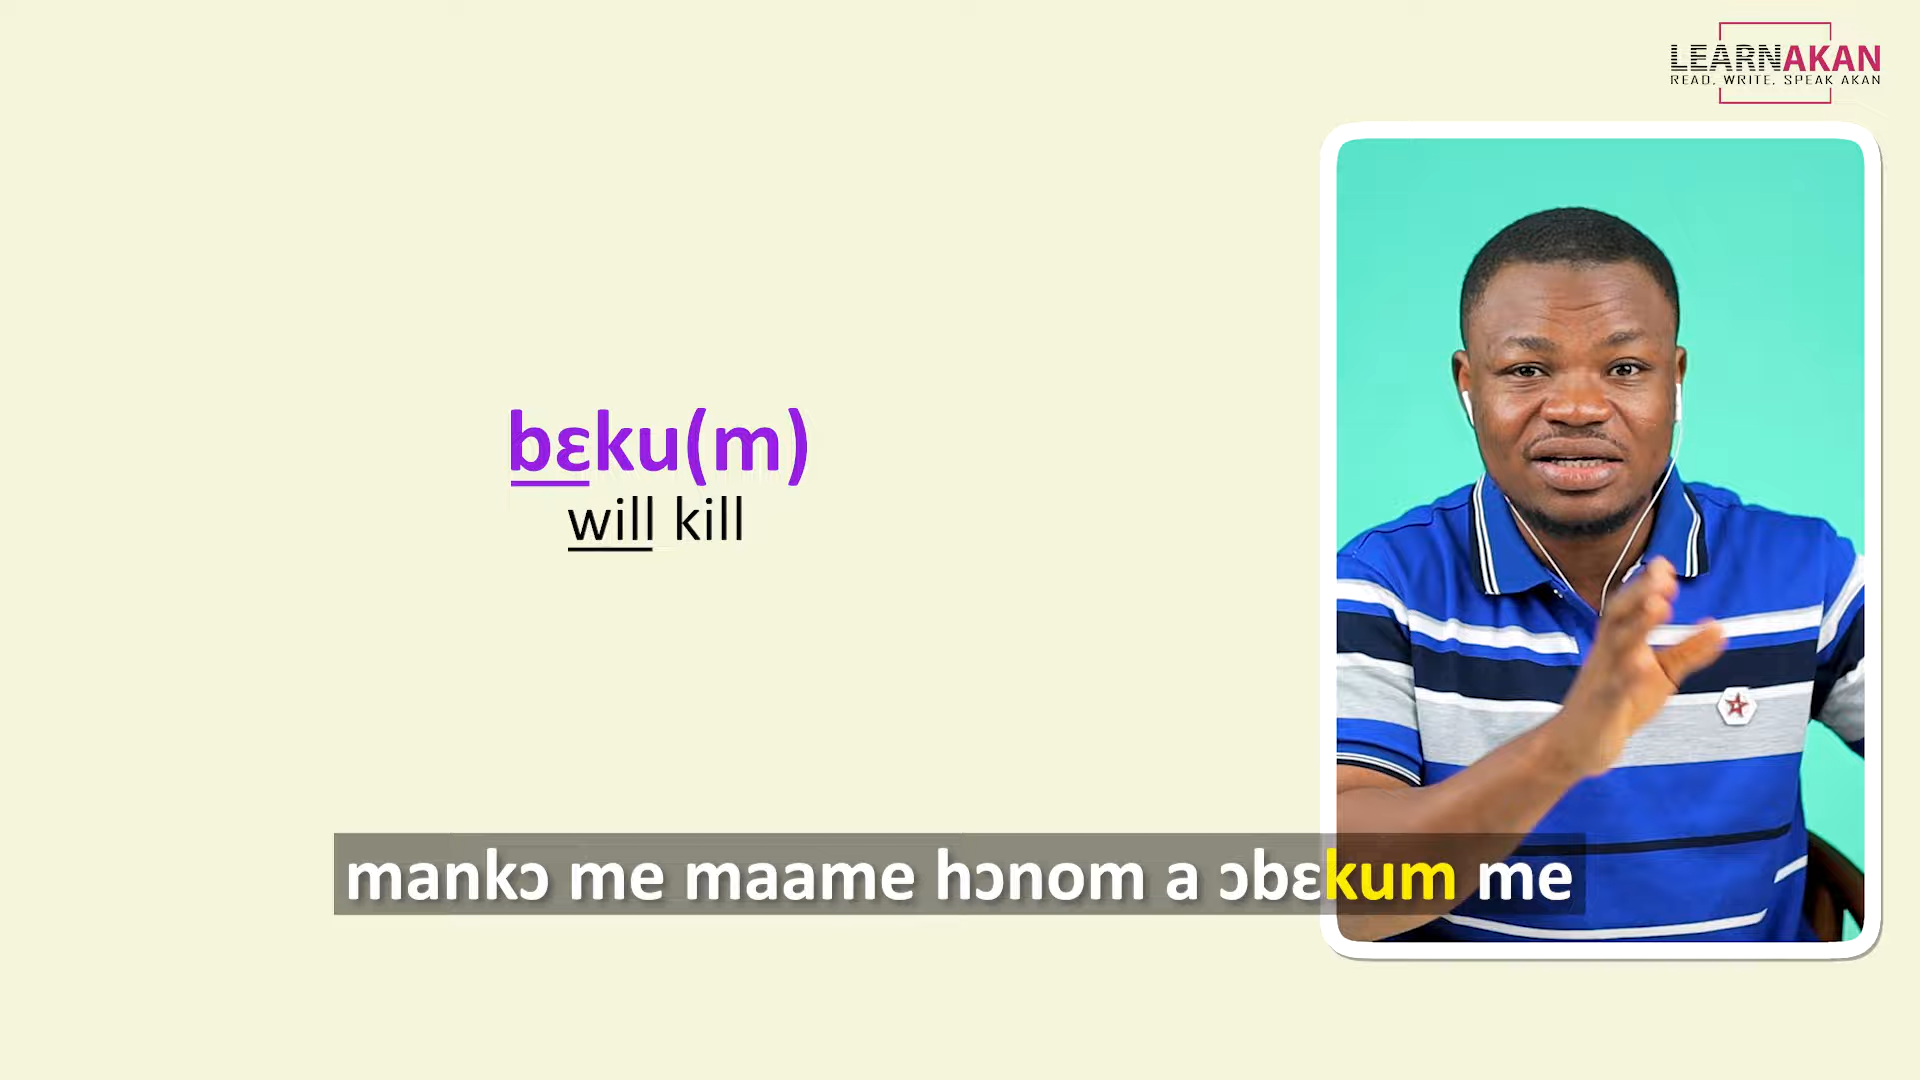 LEARNAKAN
READ, WRITE, SPEAK AKAN
bɛku(m)
will kill
mankɔ me maame hɔnom a ɔbɛkum me